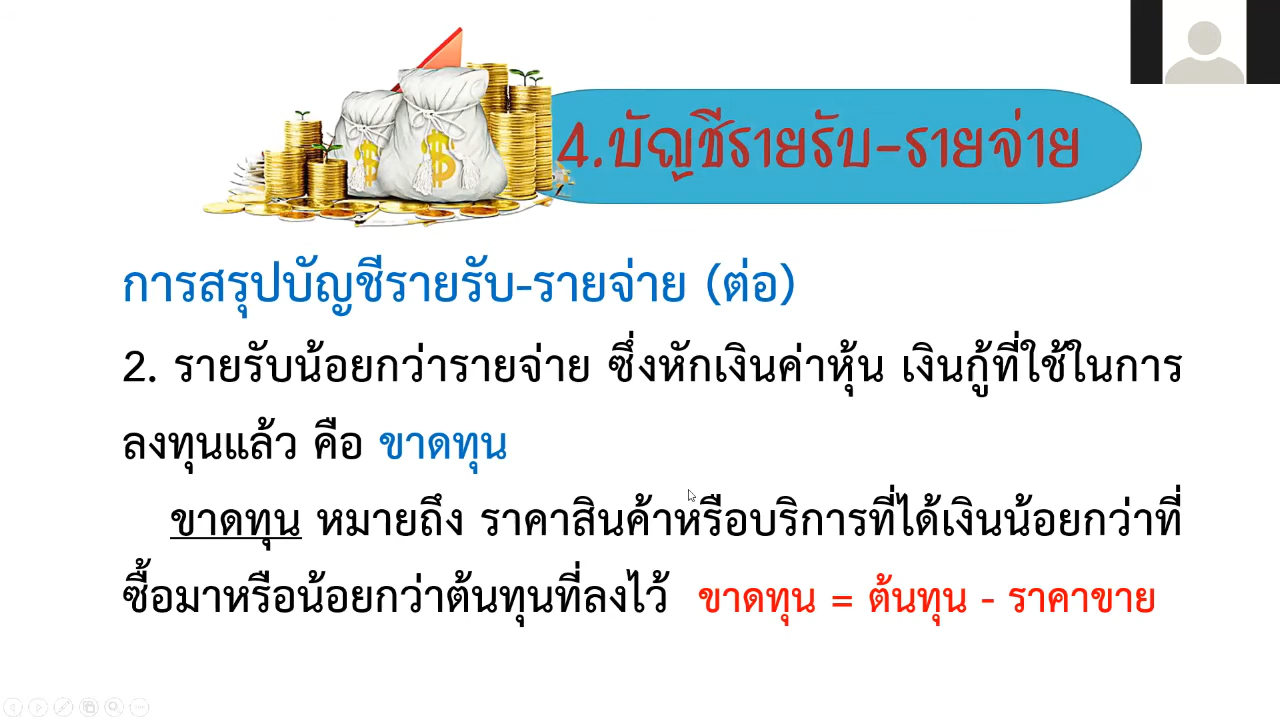 4.บัญชีรายรับ-รายจ่าย
การสรุปบัญชีรายรับ-รายจ่าย (ต่อ)
2. รายรับน้อยกว่ารายจ่าย ซึ่งหักเงินค่าหุ้น เงินกู้ที่ใช้ในการ
ลงทุนแล้ว คือ ขาดทุน
ขาดทุน หมายถึง ราคาสินค้าหรือบริการที่ได้เงินน้อยกว่าที่
ซื้อมาหรือน้อยกว่าต้นทุนที่ลงไว้ ขาดทุน = ต้นทุน - ราคาขาย